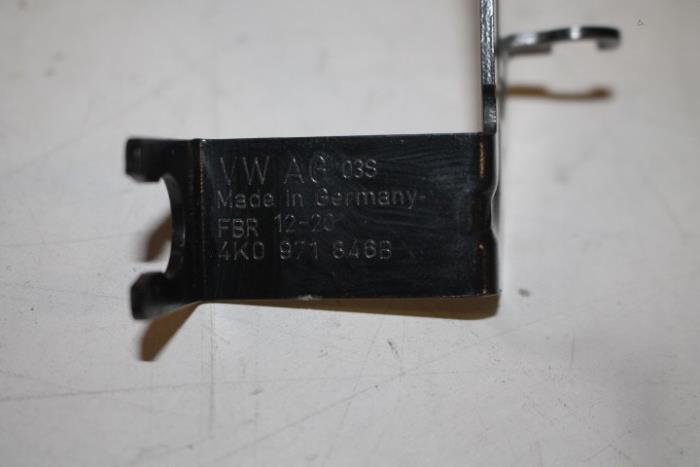 VW AG 03S
Made in Germany-
FBR 12-20
4K0 971 846B